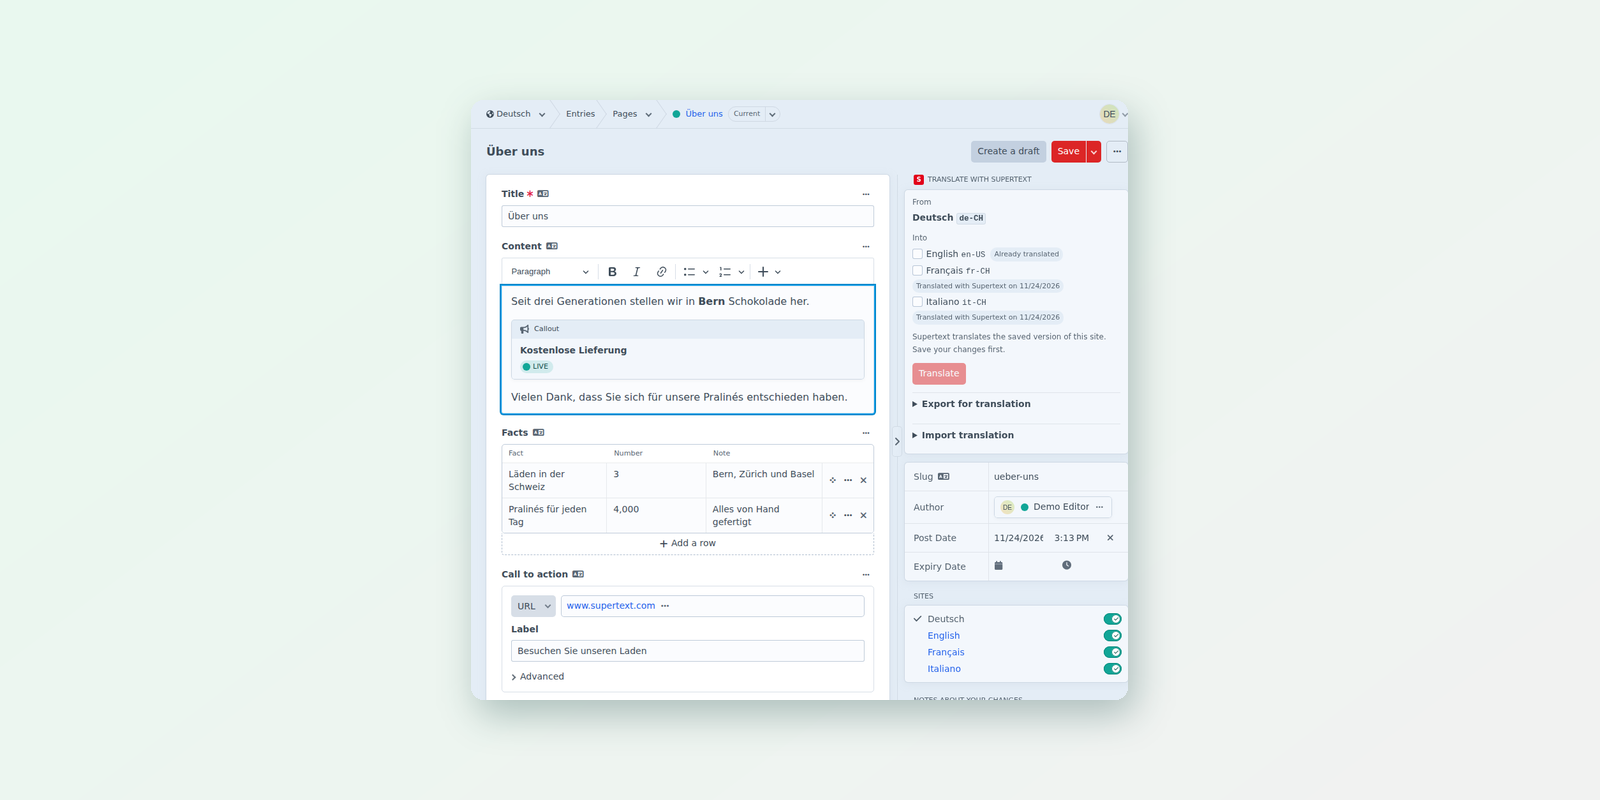 Deutsch
Entries
Pages
Über uns
Current
DE
Über uns
Create a draft
Save
Title *
Über uns
Content
Paragraph
B I
Seit drei Generationen stellen wir in Bern Schokolade her.
Callout
Kostenlose Lieferung
LIVE
Vielen Dank, dass Sie sich für unsere Pralinés entschieden haben.
Facts
Fact Number Note
Läden in der Schweiz
3
Bern, Zürich und Basel
Pralinés für jeden Tag
4,000
Alles von Hand gefertigt
+ Add a row
Call to action
URL
www.supertext.com
Label
Besuchen Sie unseren Laden
Advanced
S TRANSLATE WITH SUPERTEXT
From
Deutsch de-CH
Into
English en-US Already translated
Français fr-CH
Translated with Supertext on 11/24/2026
Italiano it-CH
Translated with Supertext on 11/24/2026
Supertext translates the saved version of this site.
Save your changes first.
Translate
Export for translation
Import translation
Slug
ueber-uns
Author
DE Demo Editor
Post Date
11/24/2026 3:13 PM
Expiry Date
SITES
Deutsch
English
Français
Italiano
NOTES ABOUT YOUR CHANGES